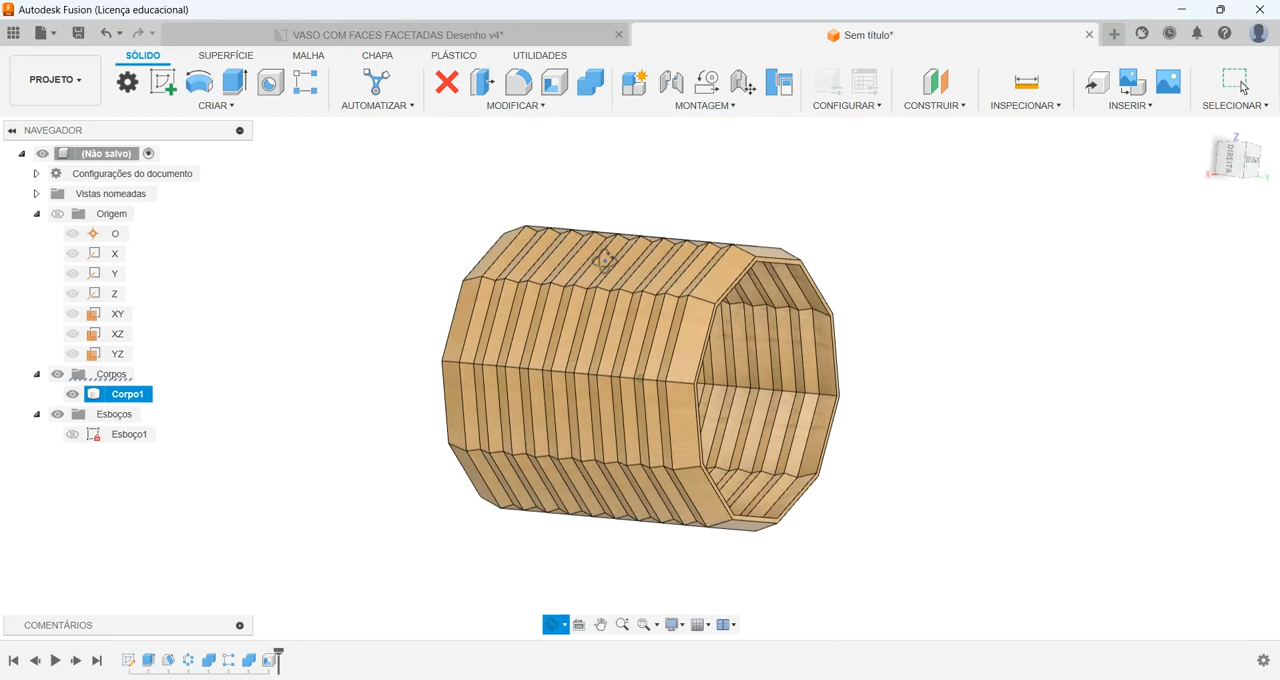 Autodesk Fusion (Licença educacional)
VASO COM FACES FACETADAS Desenho v4*
Sem título*
SÓLIDO SUPERFÍCIE MALHA CHAPA PLÁSTICO UTILIDADES
PROJETO
CRIAR AUTOMATIZAR MODIFICAR MONTAGEM CONFIGURAR CONSTRUIR INSPECIONAR INSERIR SELECIONAR
NAVEGADOR
(Não salvo)
Configurações do documento
Vistas nomeadas
Origem
O
X
Y
Z
XY
XZ
YZ
Corpos
Corpo1
Esboços
Esboço1
Z
DIREITA
X
Y
COMENTÁRIOS